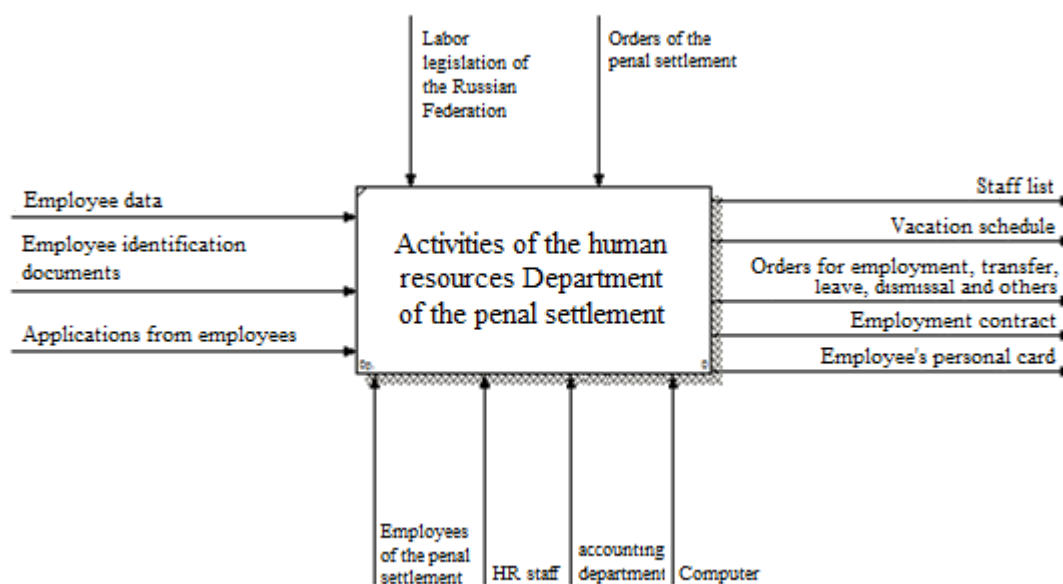 Labor
legislation of
the Russian
Federation
Orders of the
penal settlement
Employee data
Employee identification
documents
Applications from employees
Activities of the human
resources Department
of the penal settlement
Staff list
Vacation schedule
Orders for employment, transfer,
leave, dismissal and others
Employment contract
Employee's personal card
Employees
of the penal
settlement
HR staff
accounting
department
Computer